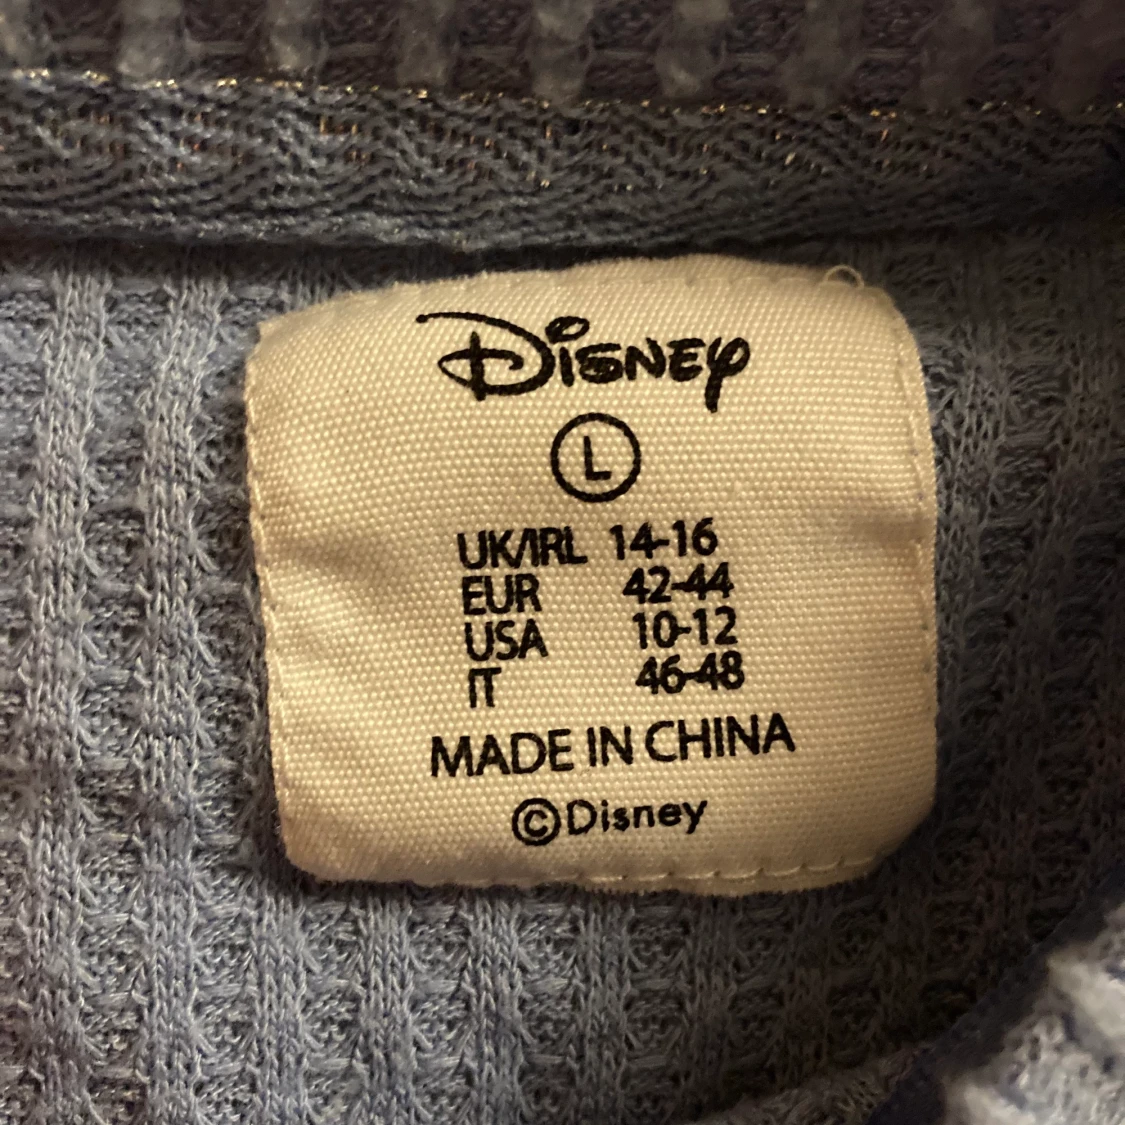 Disney
L
UK/IRL 14-16
EUR 42-44
USA 10-12
IT 46-48
MADE IN CHINA
©Disney